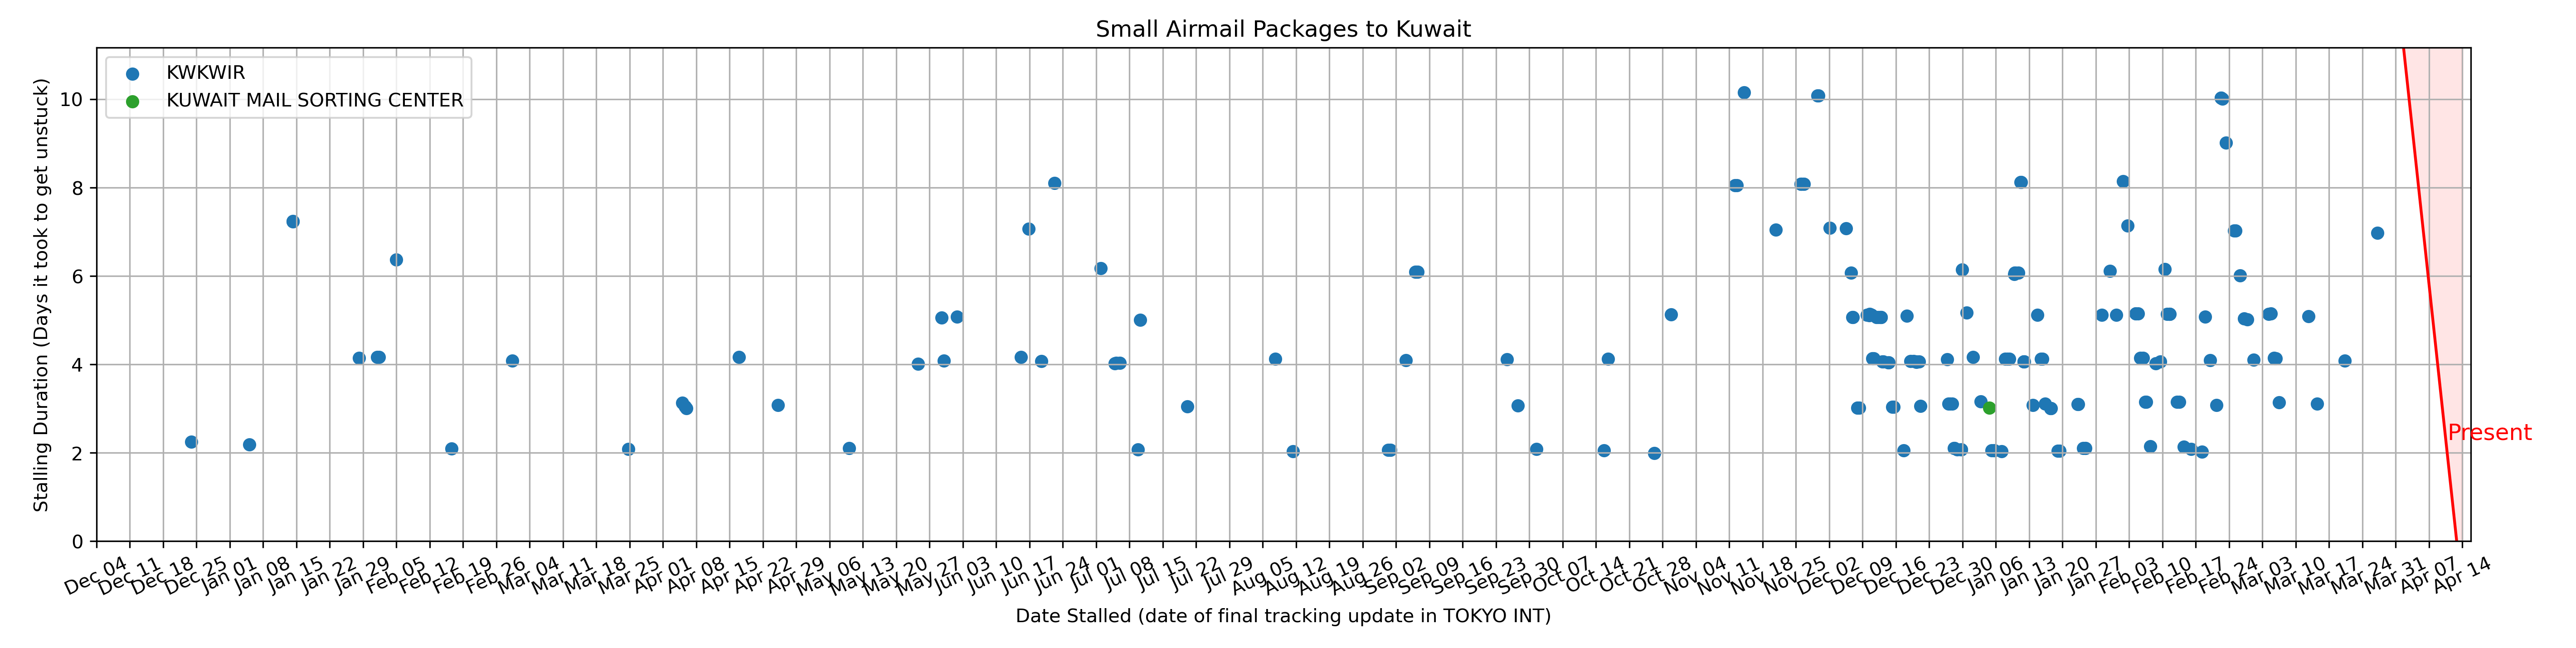 Small Airmail Packages to Kuwait
KWKWIR
KUWAIT MAIL SORTING CENTER
Stalling Duration (Days it took to get unstuck)
10
8
6
4
2
0
Present
Dec 04 Dec 11 Dec 18 Dec 25 Jan 01 Jan 08 Jan 15 Jan 22 Jan 29 Feb 05 Feb 12 Feb 19 Feb 26 Mar 04 Mar 11 Mar 18 Mar 25 Apr 01 Apr 08 Apr 15 Apr 22 Apr 29 May 06 May 13 May 20 May 27 Jun 03 Jun 10 Jun 17 Jun 24 Jul 01 Jul 08 Jul 15 Jul 22 Jul 29 Aug 05 Aug 12 Aug 19 Aug 26 Sep 02 Sep 09 Sep 16 Sep 23 Sep 30 Oct 07 Oct 14 Oct 21 Oct 28 Nov 04 Nov 11 Nov 18 Nov 25 Dec 02 Dec 09 Dec 16 Dec 23 Dec 30 Jan 06 Jan 13 Jan 20 Jan 27 Feb 03 Feb 10 Feb 17 Feb 24 Mar 03 Mar 10 Mar 17 Mar 24 Mar 31 Apr 07 Apr 14
Date Stalled (date of final tracking update in TOKYO INT)